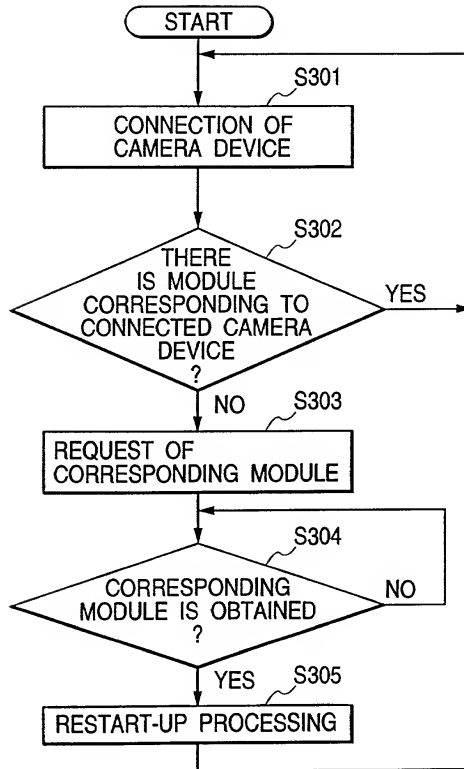 START
S301
CONNECTION OF
CAMERA DEVICE
S302
THERE
IS MODULE
CORRESPONDING TO
CONNECTED CAMERA
DEVICE
?
YES
NO
S303
REQUEST OF
CORRESPONDING MODULE
S304
CORRESPONDING
MODULE IS OBTAINED
?
NO
YES
S305
RESTART-UP PROCESSING